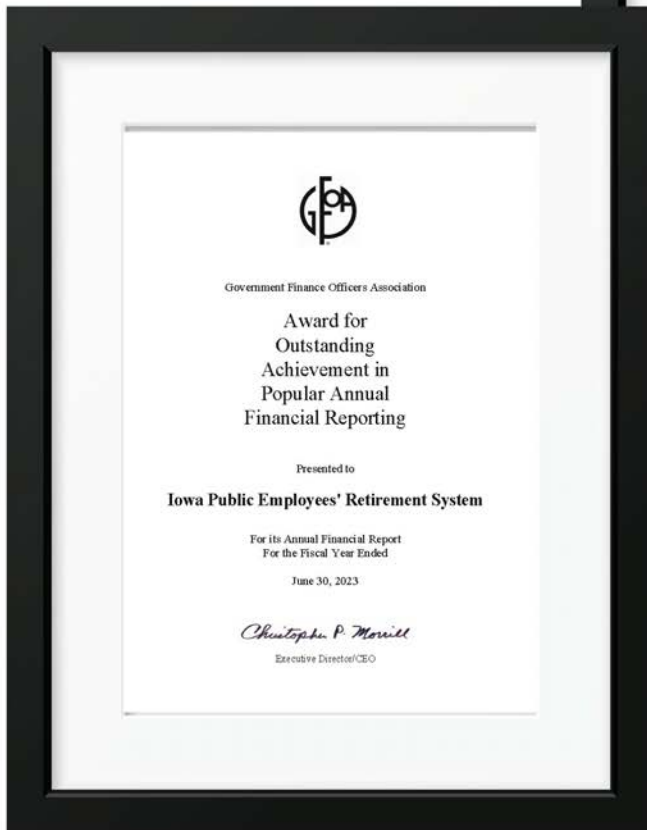 GFOA
Government Finance Officers Association
Award for
Outstanding
Achievement in
Popular Annual
Financial Reporting
Presented to
Iowa Public Employees' Retirement System
For its Annual Financial Report
For the Fiscal Year Ended
June 30, 2023
Christopher P. Morrill
Executive Director/CEO